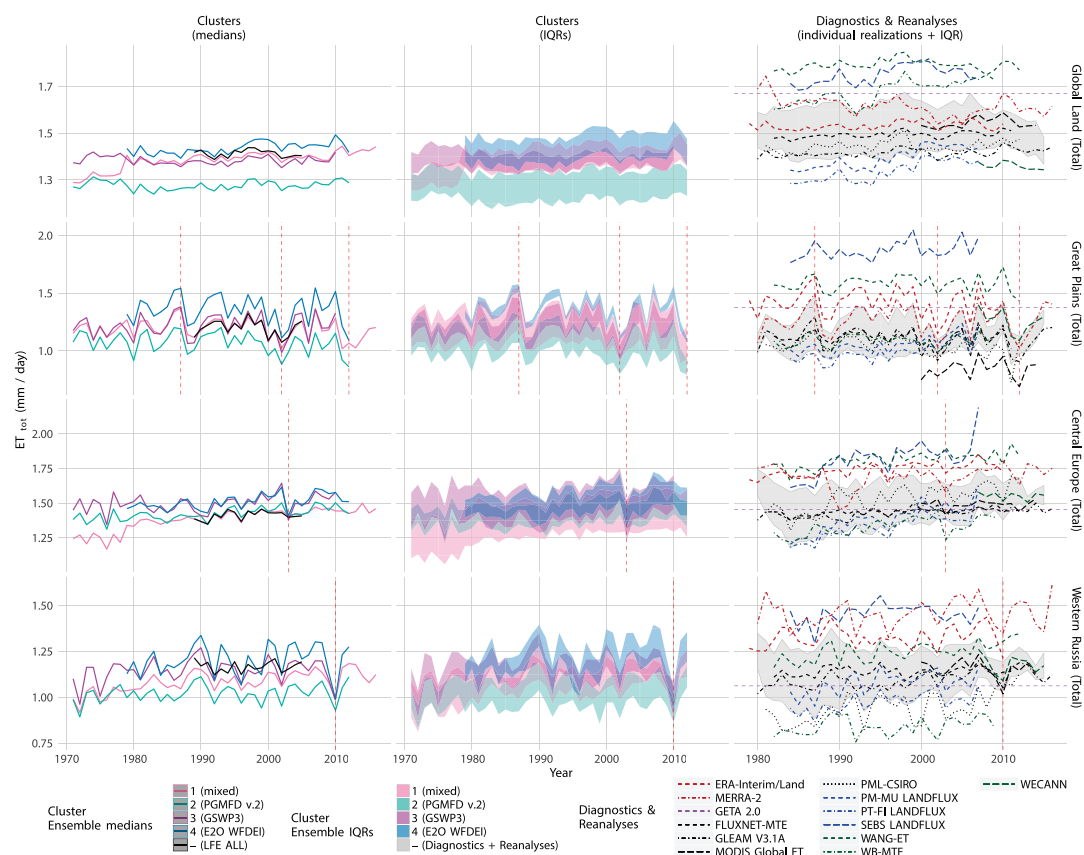 Clusters
(medians)
Clusters
(IQRs)
Diagnostics & Reanalyses
(individual realizations + IQR)
1.7
1.5
1.3
Global Land (Total)
2.0
1.5
1.0
Great Plains (Total)
ET tot (mm / day)
2.00
1.75
1.50
1.25
Central Europe (Total)
1.50
1.25
1.00
0.75
Western Russia (Total)
1970 1980 1990 2000 2010
1970 1980 1990 2000 2010
1980 1990 2000 2010
Year
Cluster
Ensemble medians
1 (mixed)
2 (PGMFD v.2)
3 (GSWP3)
4 (E2O WFDEI)
– (LFE ALL)
Cluster
Ensemble IQRs
1 (mixed)
2 (PGMFD v.2)
3 (GSWP3)
4 (E2O WFDEI)
– (Diagnostics + Reanalyses)
Diagnostics &
Reanalyses
ERA-Interim/Land
MERRA-2
GETA 2.0
FLUXNET-MTE
GLEAM V3.1A
MODIS Global ET
PML-CSIRO
PM-MU LANDFLUX
PT-FI LANDFLUX
SEBS LANDFLUX
WANG-ET
WB-MTE
WECANN